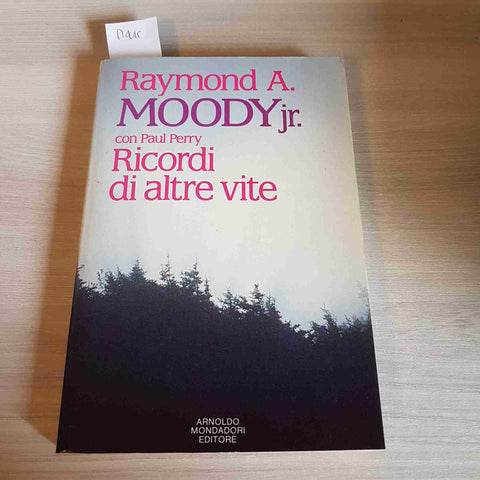 Raymond A.
MOODY jr.
con Paul Perry
Ricordi
di altre vite
ARNOLDO
MONDADORI
EDITORE